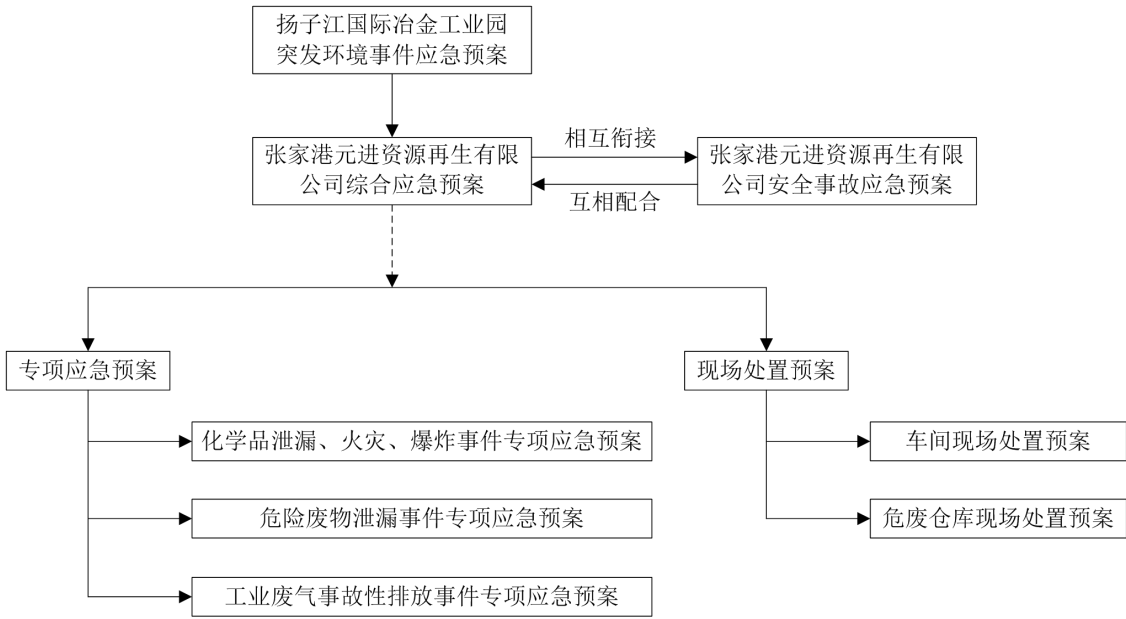 扬子江国际冶金工业园
突发环境事件应急预案
张家港元进资源再生有限
公司综合应急预案
相互衔接
互相配合
张家港元进资源再生有限
公司安全事故应急预案
专项应急预案
现场处置预案
化学品泄漏、火灾、爆炸事件专项应急预案
车间现场处置预案
危险废物泄漏事件专项应急预案
危废仓库现场处置预案
工业废气事故性排放事件专项应急预案